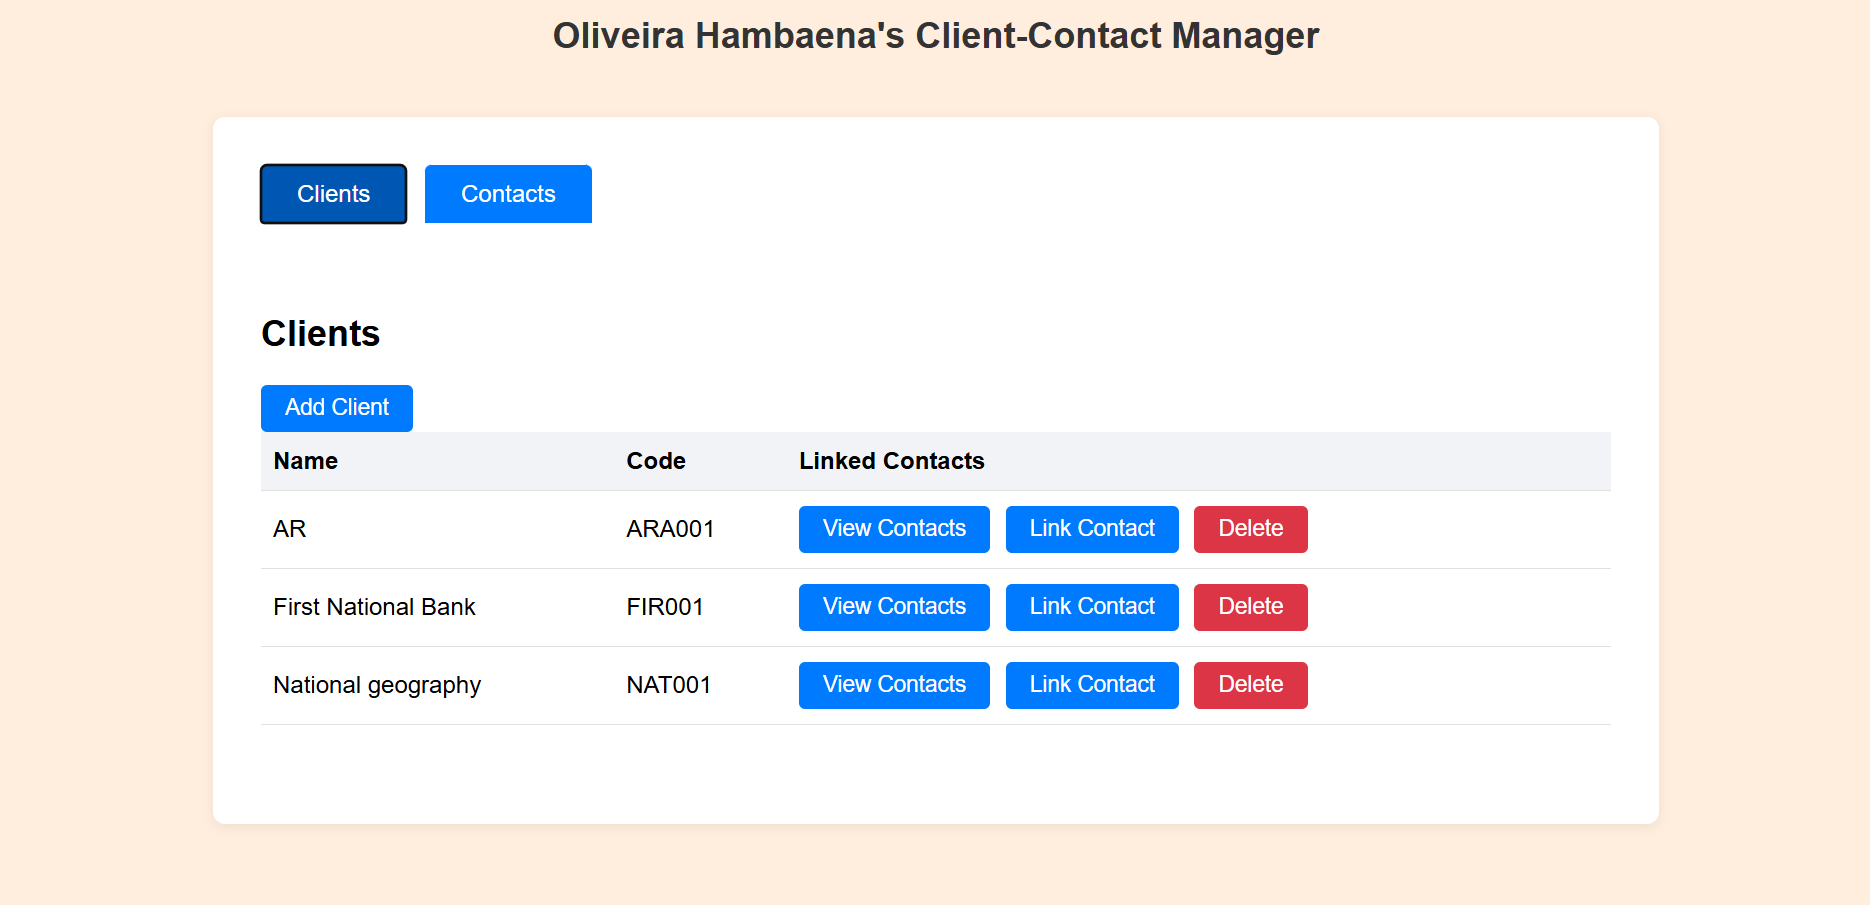 Oliveira Hambaena's Client-Contact Manager
Clients Contacts
Clients
Add Client
Name Code Linked Contacts
AR ARA001 View Contacts Link Contact Delete
First National Bank FIR001 View Contacts Link Contact Delete
National geography NAT001 View Contacts Link Contact Delete